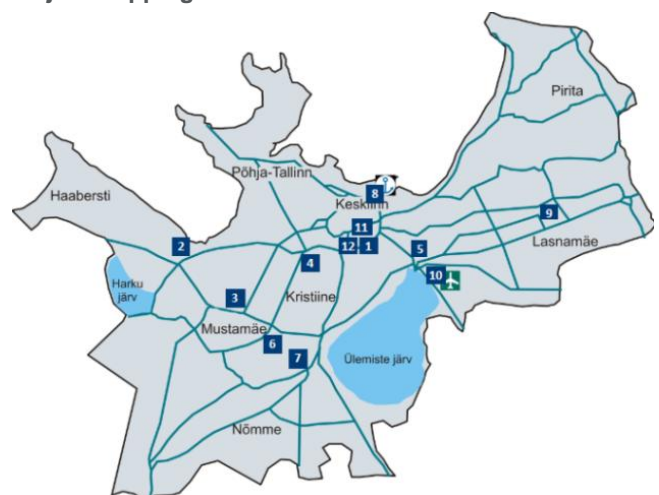 Pirita
Põhja-Tallinn
Haabersti
8
Kesklinn
9
11
2
12
1
5
Lasnamäe
4
10
Harku
järv
3
Kristiine
Mustamäe
6
7
Ülemiste järv
Nõmme